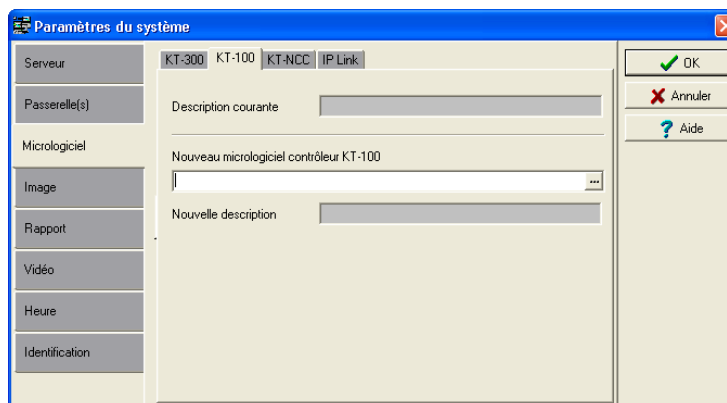 Paramètres du système
Serveur
Passerelle(s)
Micrologiciel
Image
Rapport
Vidéo
Heure
Identification
KT-300 KT-100 KT-NCC IP Link
Description courante
Nouveau micrologiciel contrôleur KT-100
...
Nouvelle description
OK
Annuler
Aide